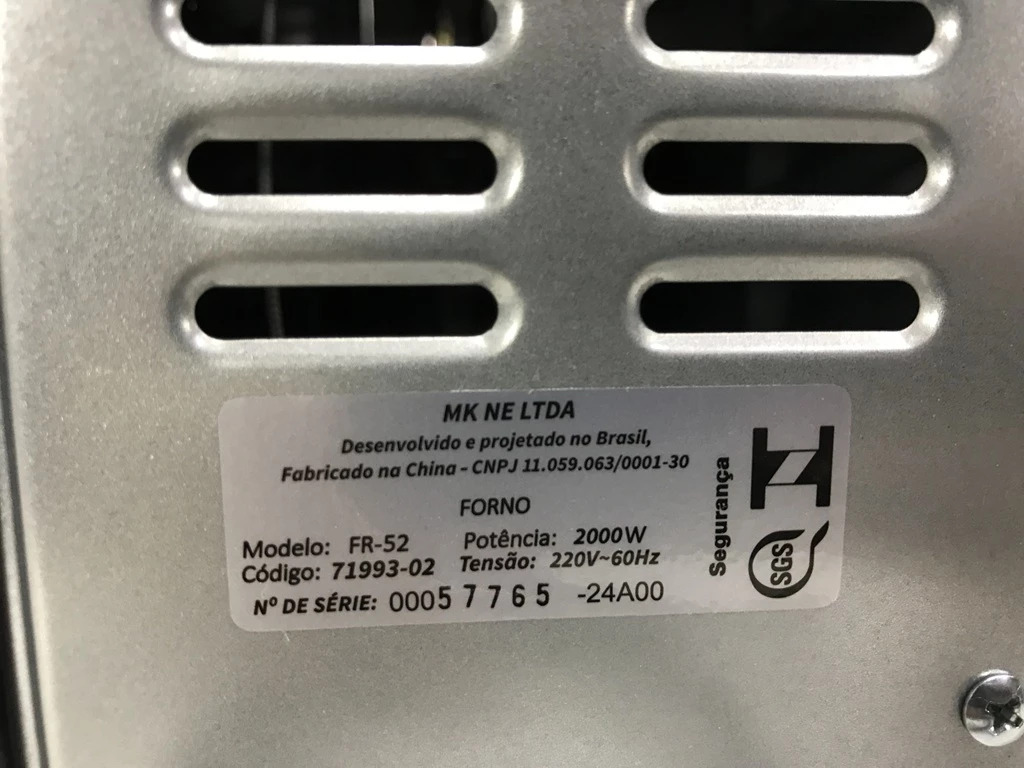 MK NE LTDA
Desenvolvido e projetado no Brasil,
Fabricado na China - CNPJ 11.059.063/0001-30
FORNO
Modelo: FR-52 Potência: 2000W
Código: 71993-02 Tensão: 220V~60Hz
Nº DE SÉRIE: 00057765 -24A00
Segurança
SGS